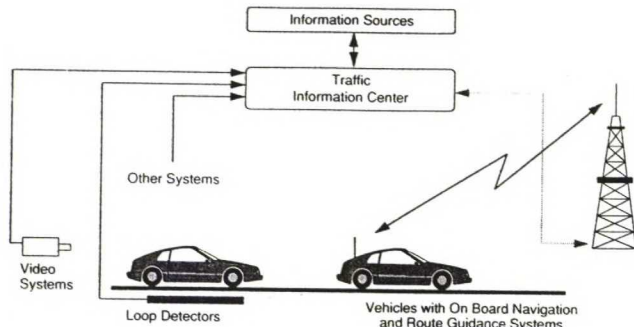 Information Sources
Traffic
Information Center
Other Systems
Video
Systems
Loop Detectors
Vehicles with On Board Navigation
and Route Guidance Systems